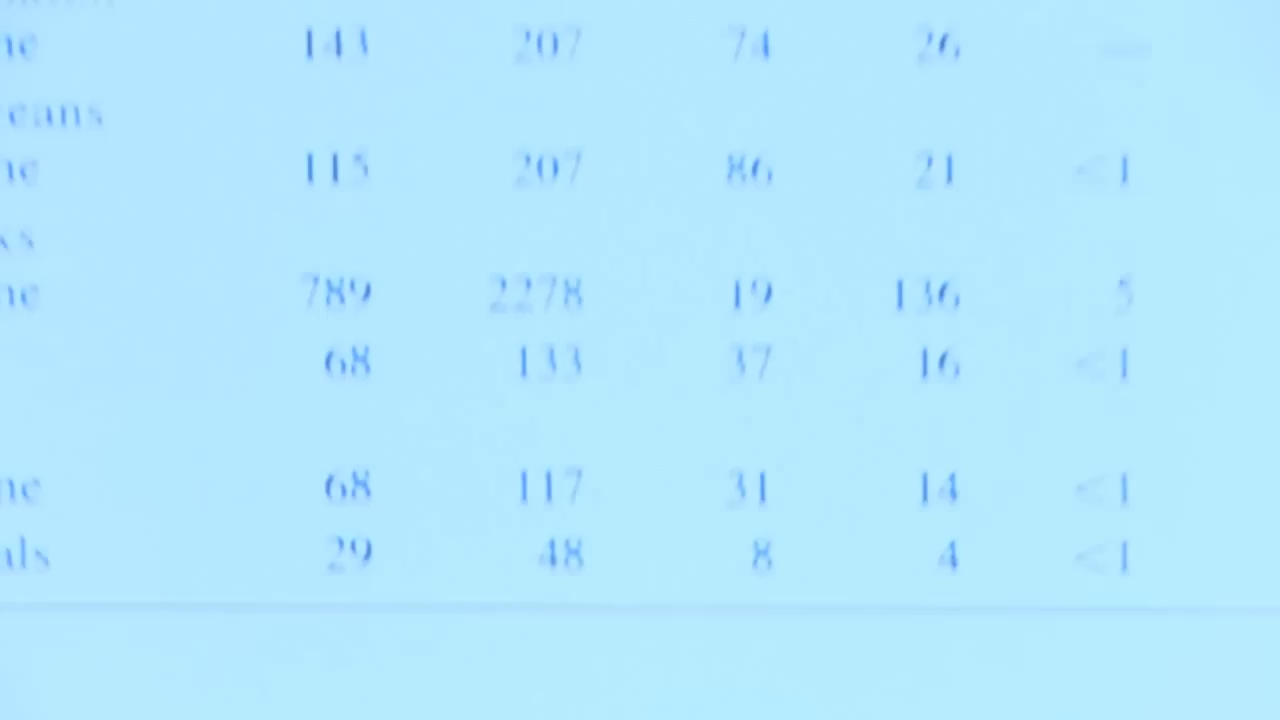 ne 143 207 74 26 —
eans
ne 115 207 86 21 <1
ks
ne 789 2278 19 136 5
68 133 37 16 <1
ne 68 117 31 14 <1
als 29 48 8 4 <1